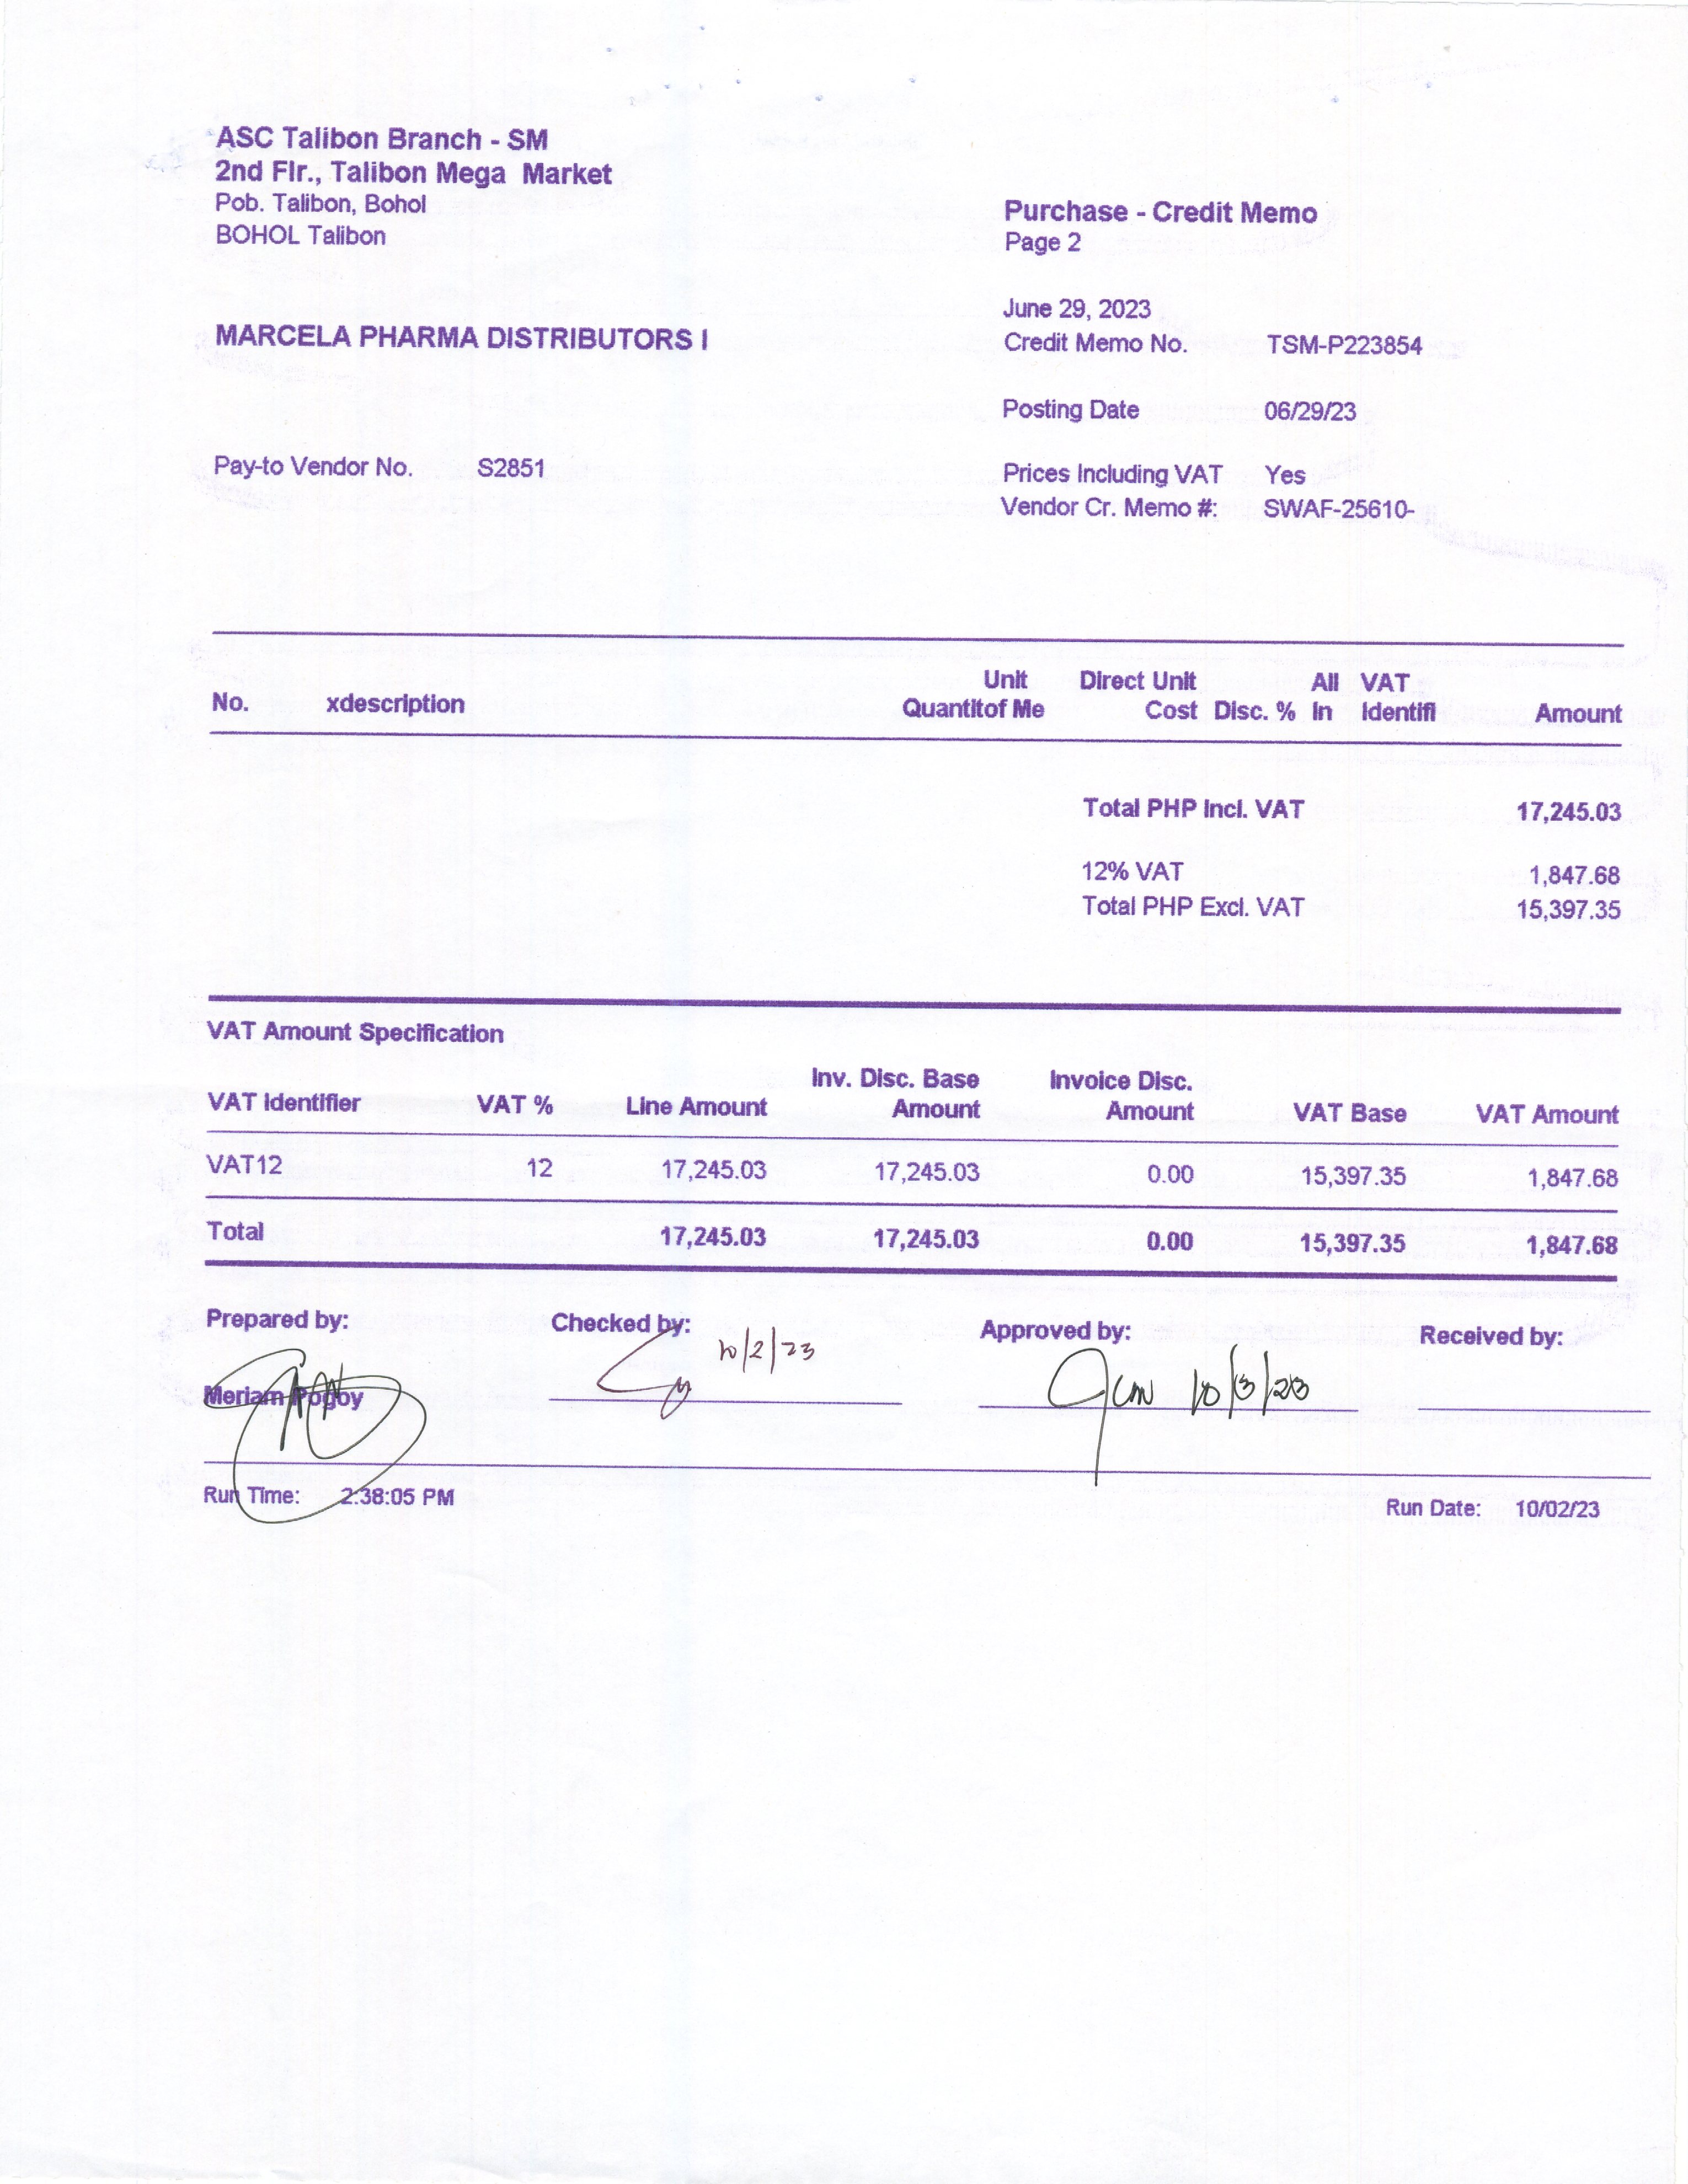 ASC Talibon Branch - SM
2nd Flr., Talibon Mega Market
Pob. Talibon, Bohol
BOHOL Talibon
Purchase - Credit Memo
Page 2
June 29, 2023
MARCELA PHARMA DISTRIBUTORS I
Credit Memo No. TSM-P223854
Posting Date 06/29/23
Pay-to Vendor No. S2851
Prices Including VAT Yes
Vendor Cr. Memo #: SWAF-25610-
Unit Direct Unit All VAT
No. xdescription Quantitof Me Cost Disc. % In Identifi Amount
Total PHP Incl. VAT 17,245.03
12% VAT 1,847.68
Total PHP Excl. VAT 15,397.35
VAT Amount Specification
Inv. Disc. Base Invoice Disc.
VAT Identifier VAT % Line Amount Amount Amount VAT Base VAT Amount
VAT12 12 17,245.03 17,245.03 0.00 15,397.35 1,847.68
Total 17,245.03 17,245.03 0.00 15,397.35 1,847.68
Prepared by: Checked by: Approved by: Received by:
10/2/23
Meriam Pogoy 10/3/23
Run Time: 2:38:05 PM Run Date: 10/02/23